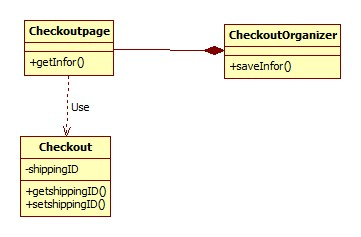 Checkoutpage
+getInfor()
CheckoutOrganizer
+saveInfor()
Use
Checkout
-shippingID
+getshippingID()
+setshippingID()